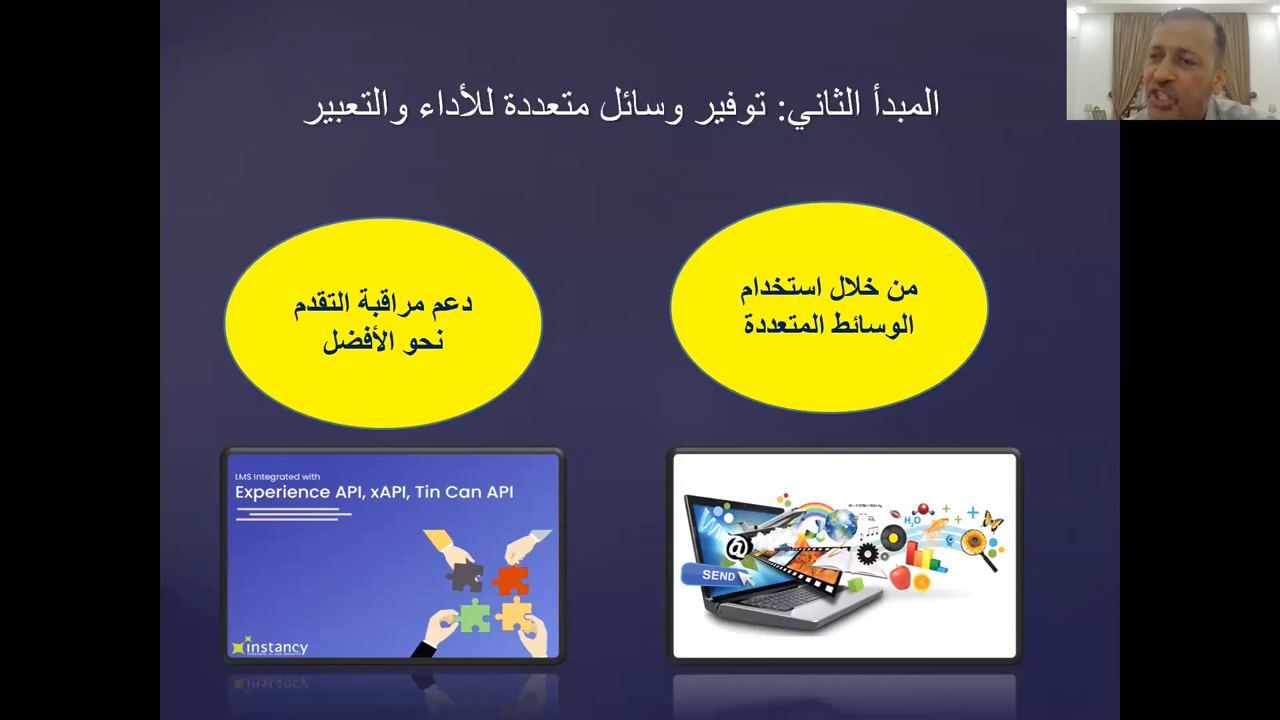 المبدأ الثاني: توفير وسائل متعددة للأداء والتعبير
من خلال استخدام
الوسائط المتعددة
دعم مراقبة التقدم
نحو الأفضل
SEND
H₂O
LMS Integrated with
Experience API, xAPI, Tin Can API
instancy